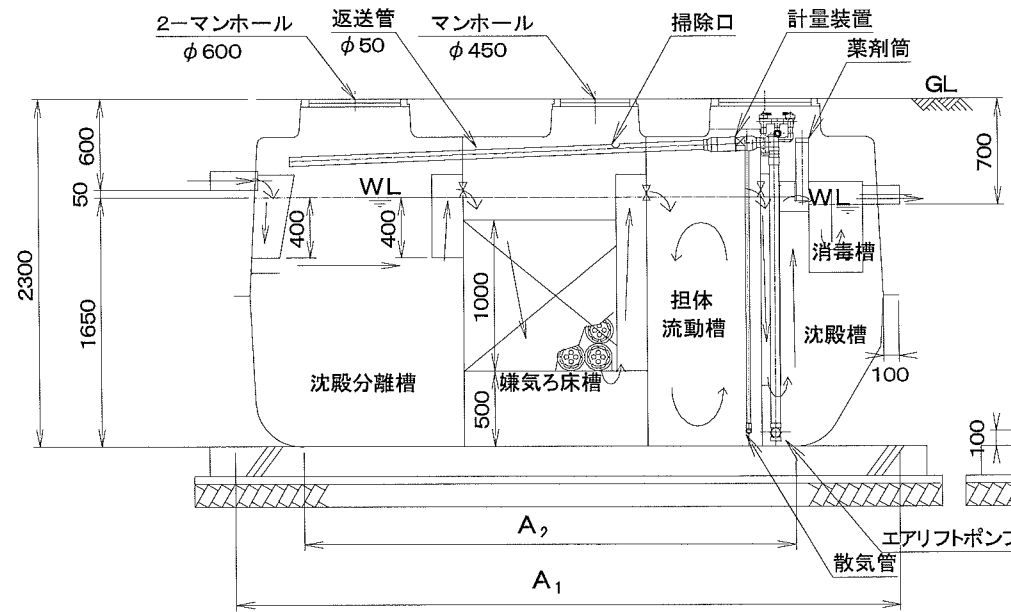 2-マンホール
φ600
返送管
φ50
マンホール
φ450
掃除口
計量装置
薬剤筒
GL
600
50
2300
1650
WL
400
400
1000
500
700
WL
消毒槽
担体
流動槽
沈殿槽
100
沈殿分離槽
嫌気ろ床槽
100
A₂
エアリフトポンプ
散気管
A₁